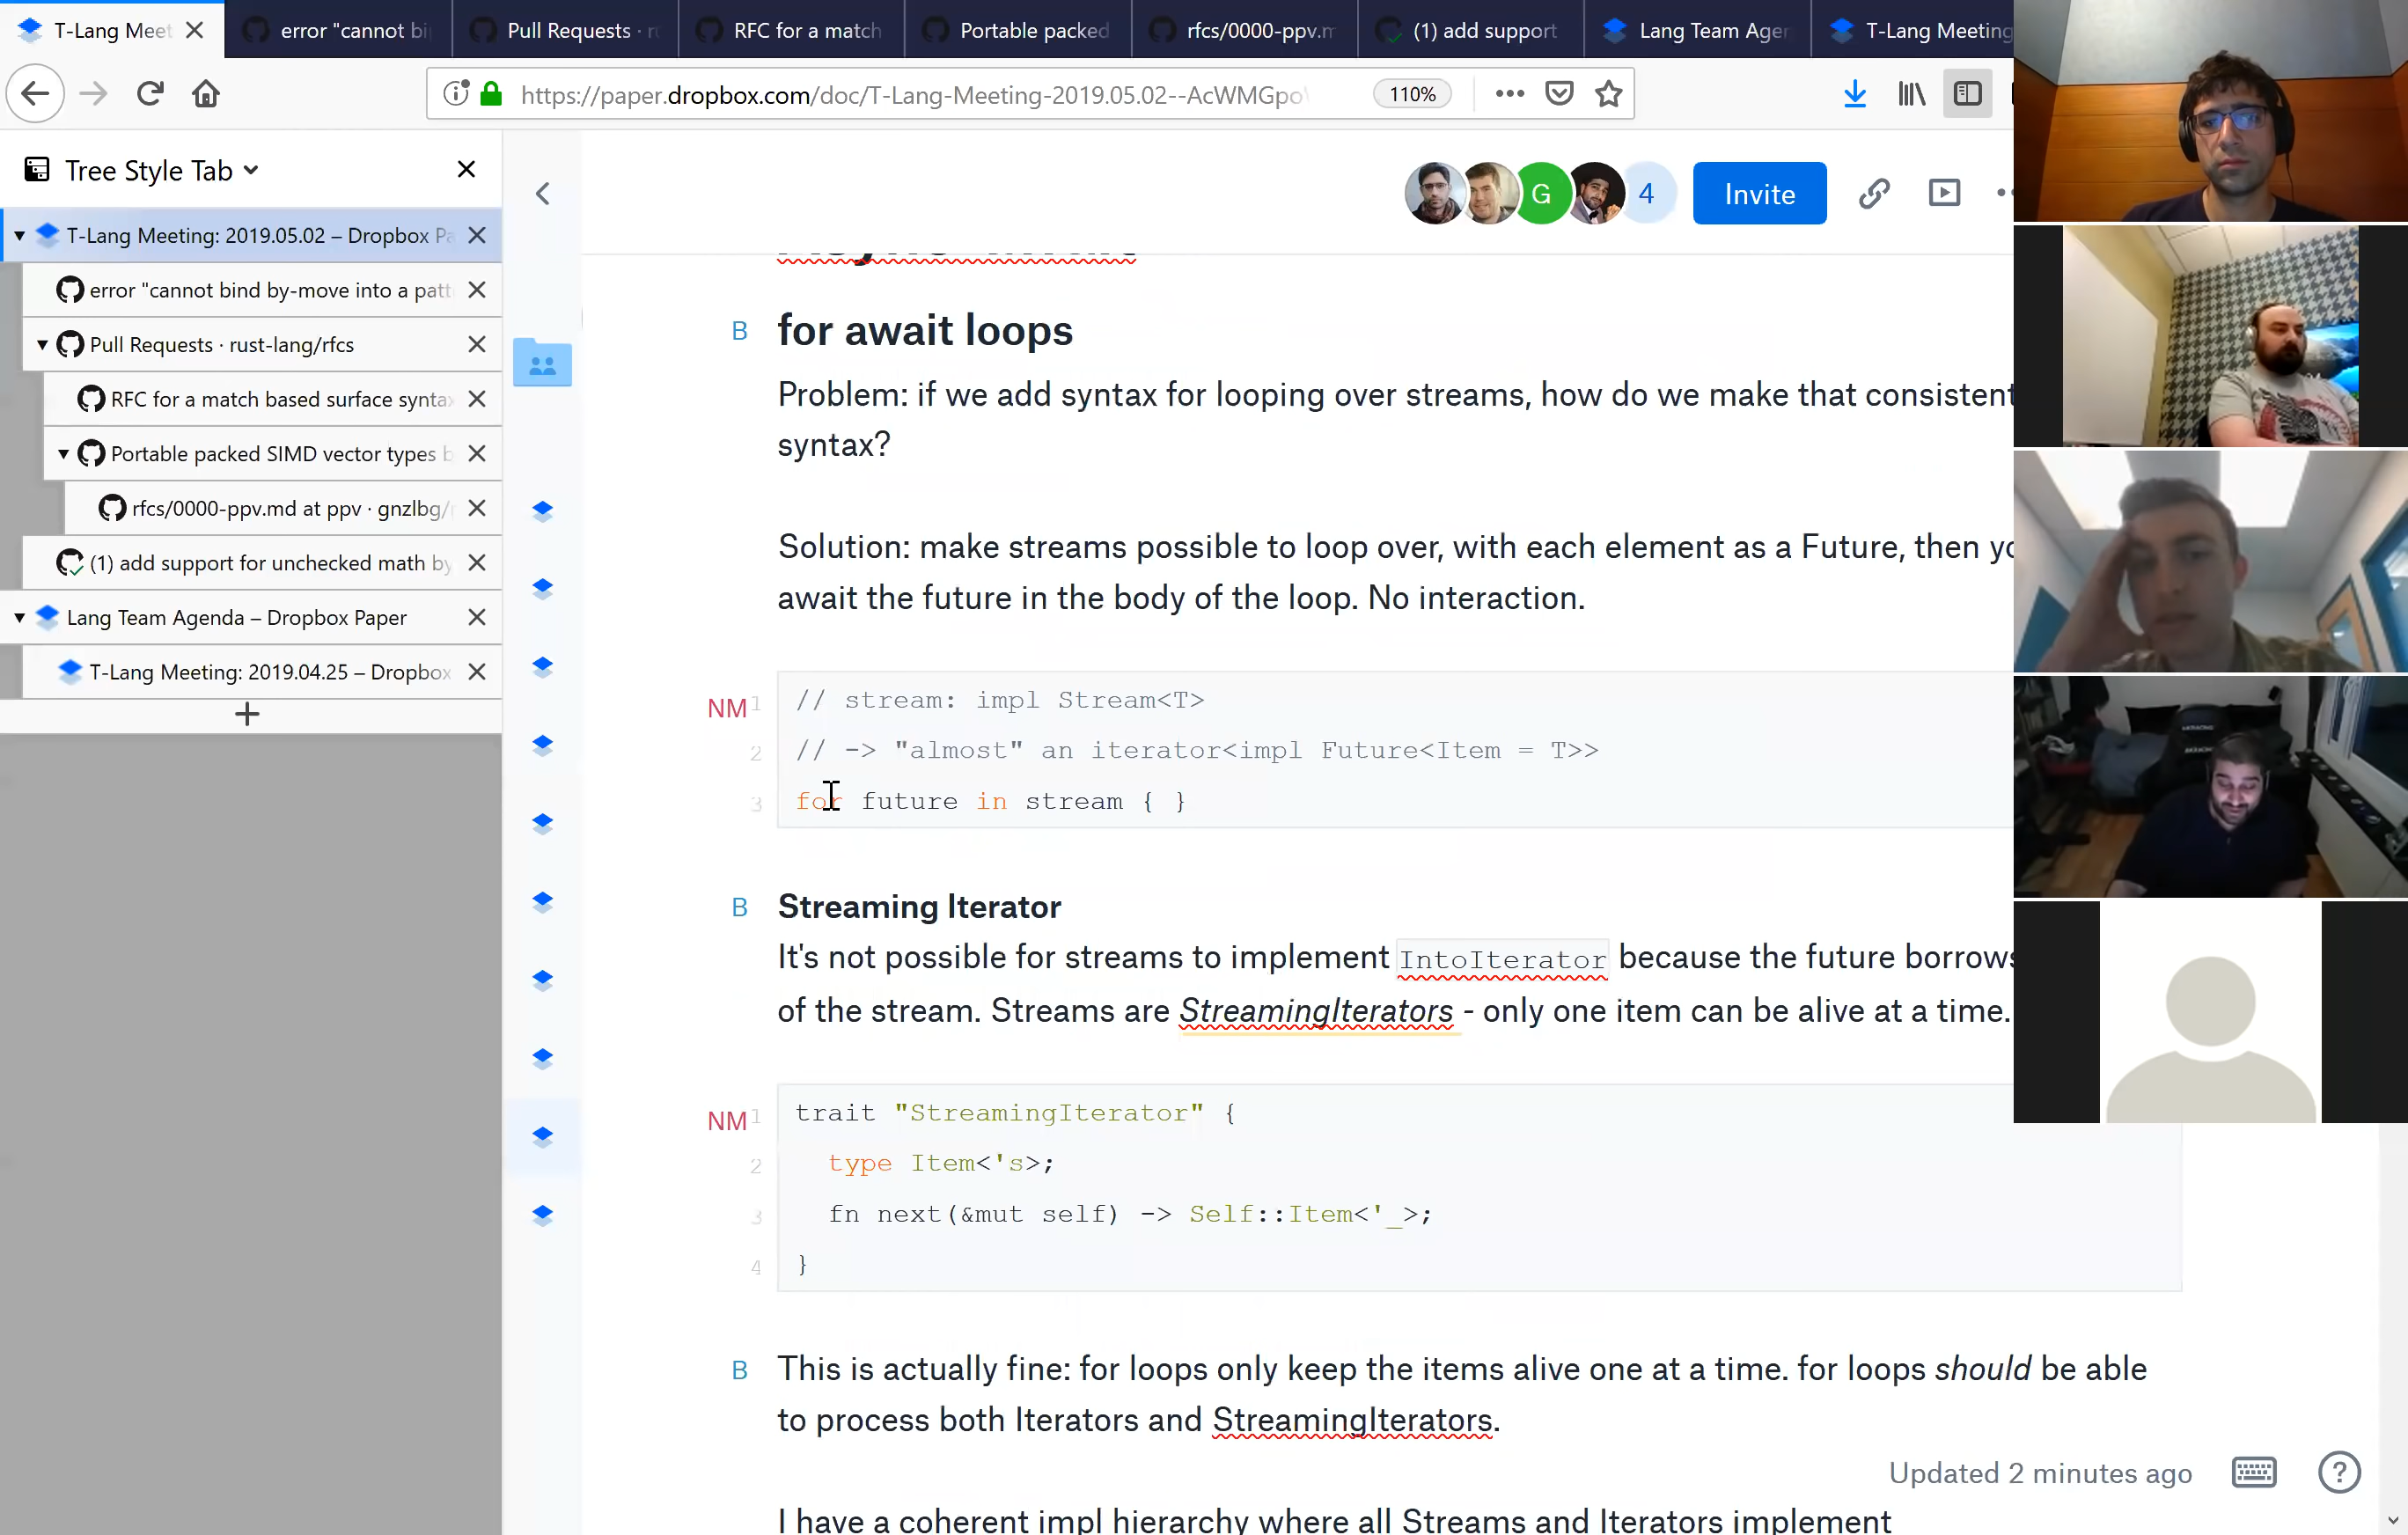 T-Lang Meet
error "cannot bi
Pull Requests · r
RFC for a match
Portable packed
rfcs/0000-ppv.m
(1) add support
Lang Team Agen
T-Lang Meeting
https://paper.dropbox.com/doc/T-Lang-Meeting-2019.05.02--AcWMGpo
110%
Tree Style Tab
T-Lang Meeting: 2019.05.02 – Dropbox Pa
error "cannot bind by-move into a patt
Pull Requests · rust-lang/rfcs
RFC for a match based surface synta
Portable packed SIMD vector types b
rfcs/0000-ppv.md at ppv · gnzlbg/r
(1) add support for unchecked math by
Lang Team Agenda – Dropbox Paper
T-Lang Meeting: 2019.04.25 – Dropbox
G
4
Invite
B for await loops
Problem: if we add syntax for looping over streams, how do we make that consistent
syntax?
Solution: make streams possible to loop over, with each element as a Future, then yo
await the future in the body of the loop. No interaction.
NM 1 // stream: impl Stream<T>
2 // -> "almost" an iterator<impl Future<Item = T>>
3 for future in stream { }
B Streaming Iterator
It's not possible for streams to implement IntoIterator because the future borrows
of the stream. Streams are StreamingIterators - only one item can be alive at a time.
NM 1 trait "StreamingIterator" {
2 type Item<'s>;
3 fn next(&mut self) -> Self::Item<'_>;
4 }
B This is actually fine: for loops only keep the items alive one at a time. for loops should be able
to process both Iterators and StreamingIterators.
Updated 2 minutes ago
I have a coherent impl hierarchy where all Streams and Iterators implement